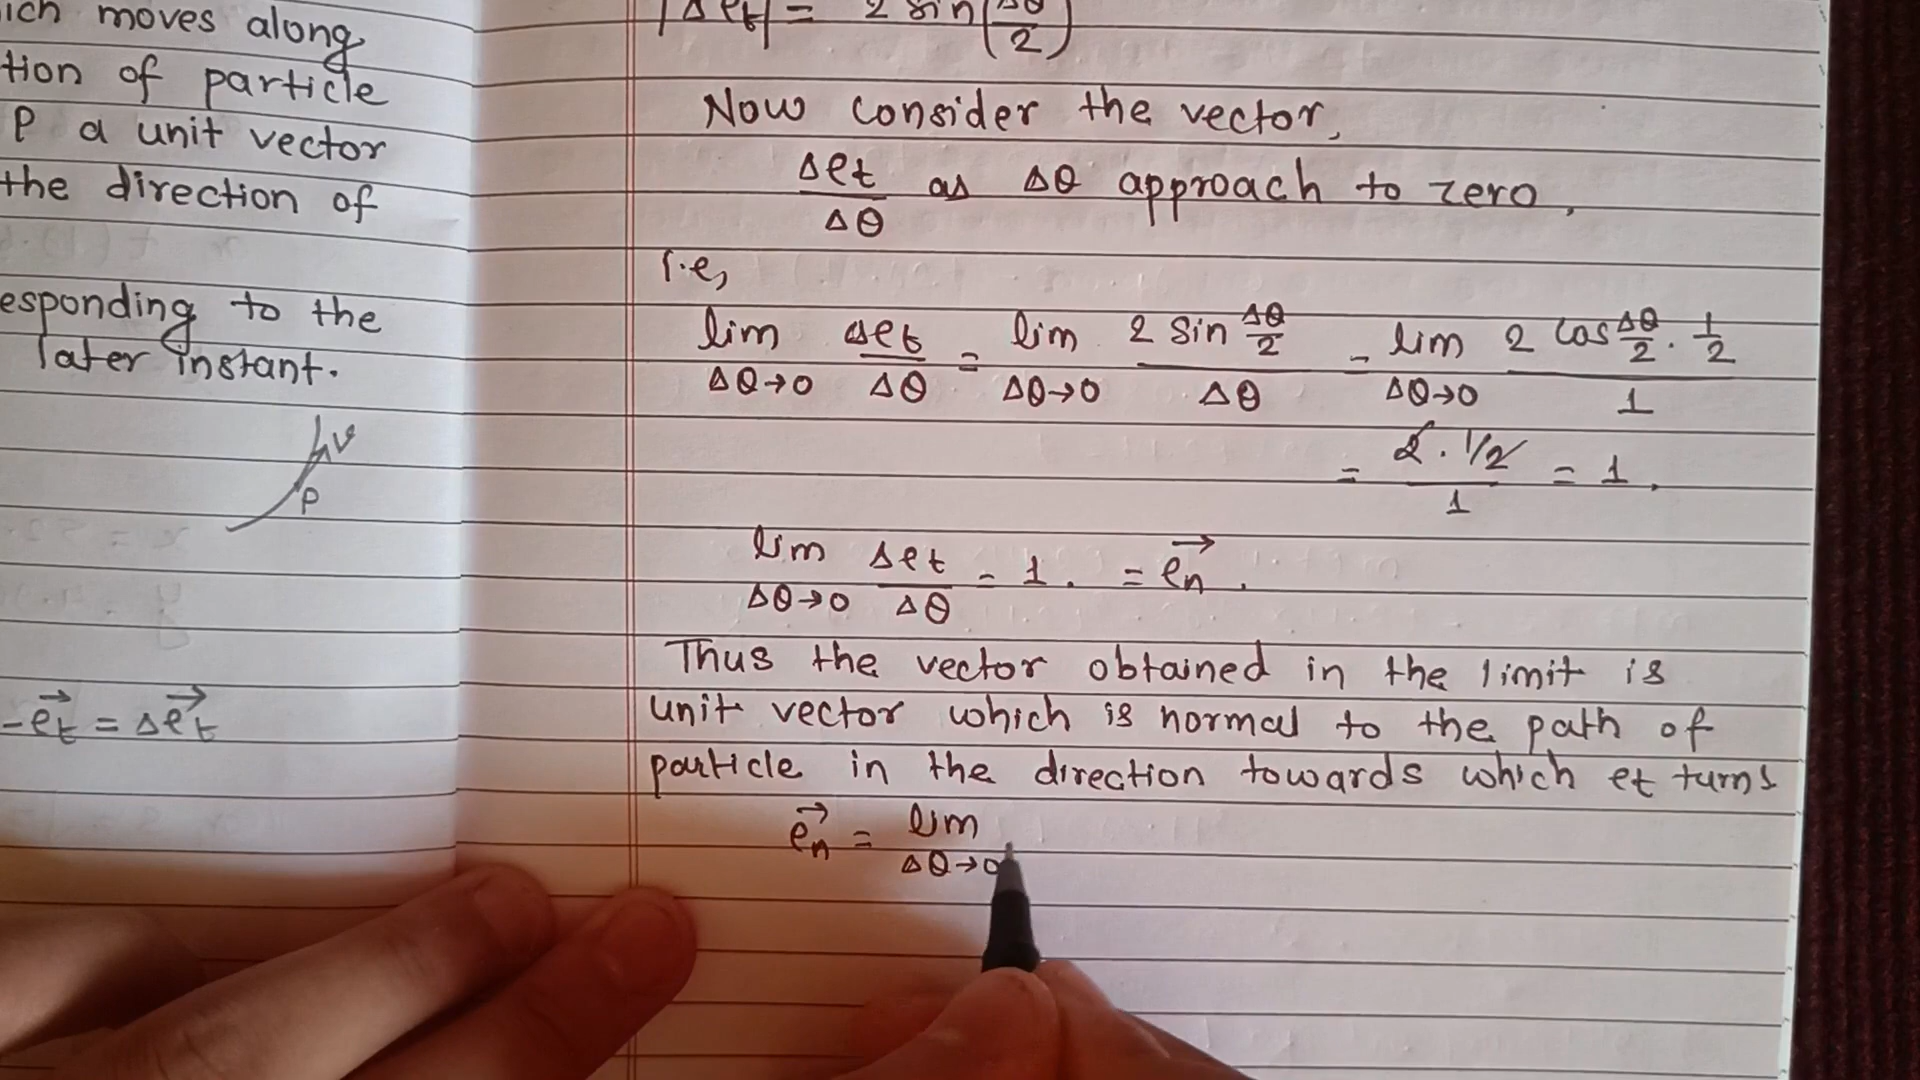 moves along
tion of particle
P a unit vector
the direction of
esponding to the
later instant.
v
P
-e⃗t = Δe⃗t
|Δet| = 2 sin(Δθ/2)
Now consider the vector,
Δet/Δθ as Δθ approach to zero.
i.e,
lim Δθ→0 Δet/Δθ = lim Δθ→0 2 sin Δθ/2 / Δθ = lim Δθ→0 2 cos Δθ/2 . 1/2 / 1
= 2 . 1/2 / 1 = 1.
lim Δθ→0 Δet/Δθ = 1. = e⃗n.
Thus the vector obtained in the limit is
unit vector which is normal to the path of
particle in the direction towards which et turns
e⃗n = lim Δθ→0